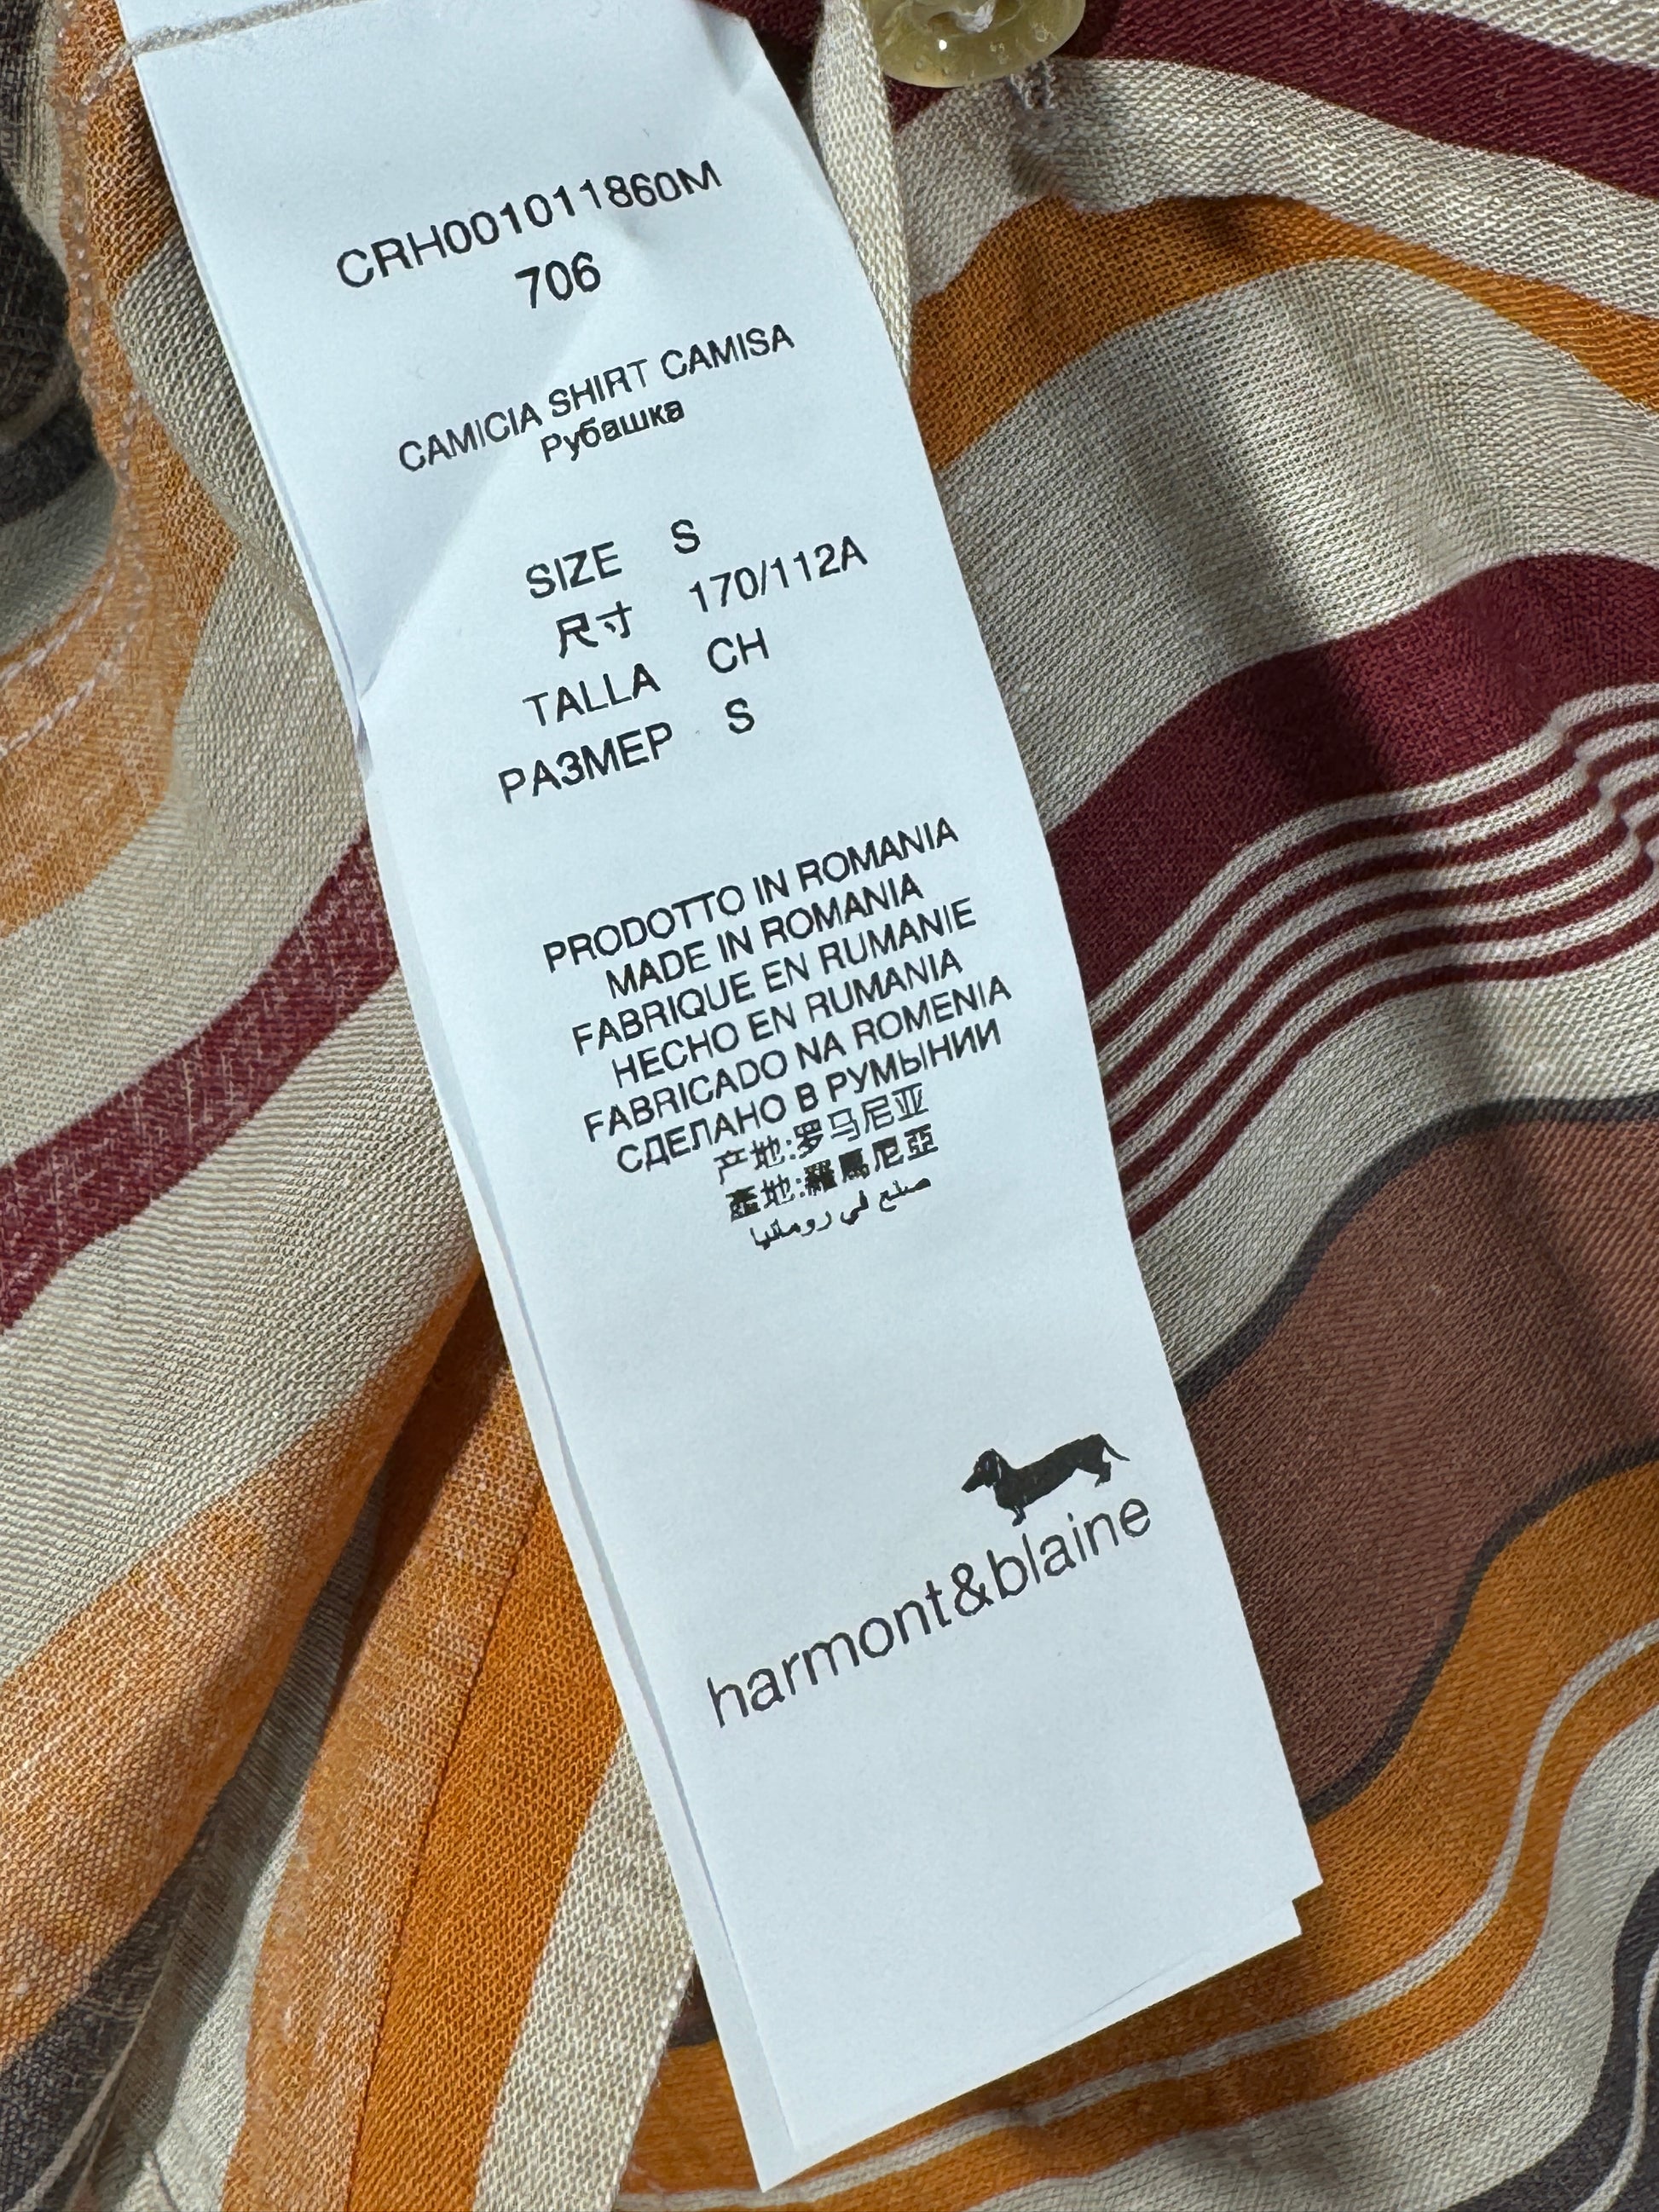 CRH001011860M
706
CAMICIA SHIRT CAMISA
Рубашка
SIZE S
尺寸 170/112A
TALLA CH
РАЗМЕР S
PRODOTTO IN ROMANIA
MADE IN ROMANIA
FABRIQUE EN RUMANIE
HECHO EN RUMANIA
FABRICADO NA ROMENIA
СДЕЛАНО В РУМЫНИИ
产地:罗马尼亚
產地:羅馬尼亞
صنع في رومانيا
harmont&blaine